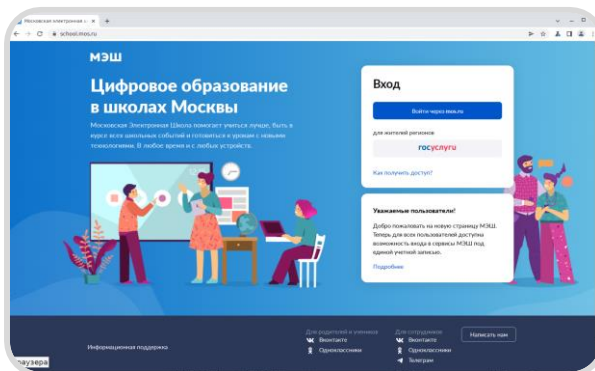 Московская электронная
school.mos.ru
МЭШ
Цифровое образование
в школах Москвы
Московская Электронная Школа помогает учиться лучше, быть в
курсе всех школьных событий и готовиться к урокам с новыми
технологиями. В любое время и с любых устройств.
Вход
Войти через mos.ru
для жителей регионов
госуслуги
Как получить доступ?
Уважаемые пользователи!
Добро пожаловать на новую страницу МЭШ.
Теперь для всех пользователей доступна
возможность входа в сервисы МЭШ под
единой учетной записью.
Подробнее
Информационная поддержка
Для родителей и учеников
Вконтакте
Одноклассники
Для сотрудников
Вконтакте
Одноклассники
Телеграм
Написать нам
раузера